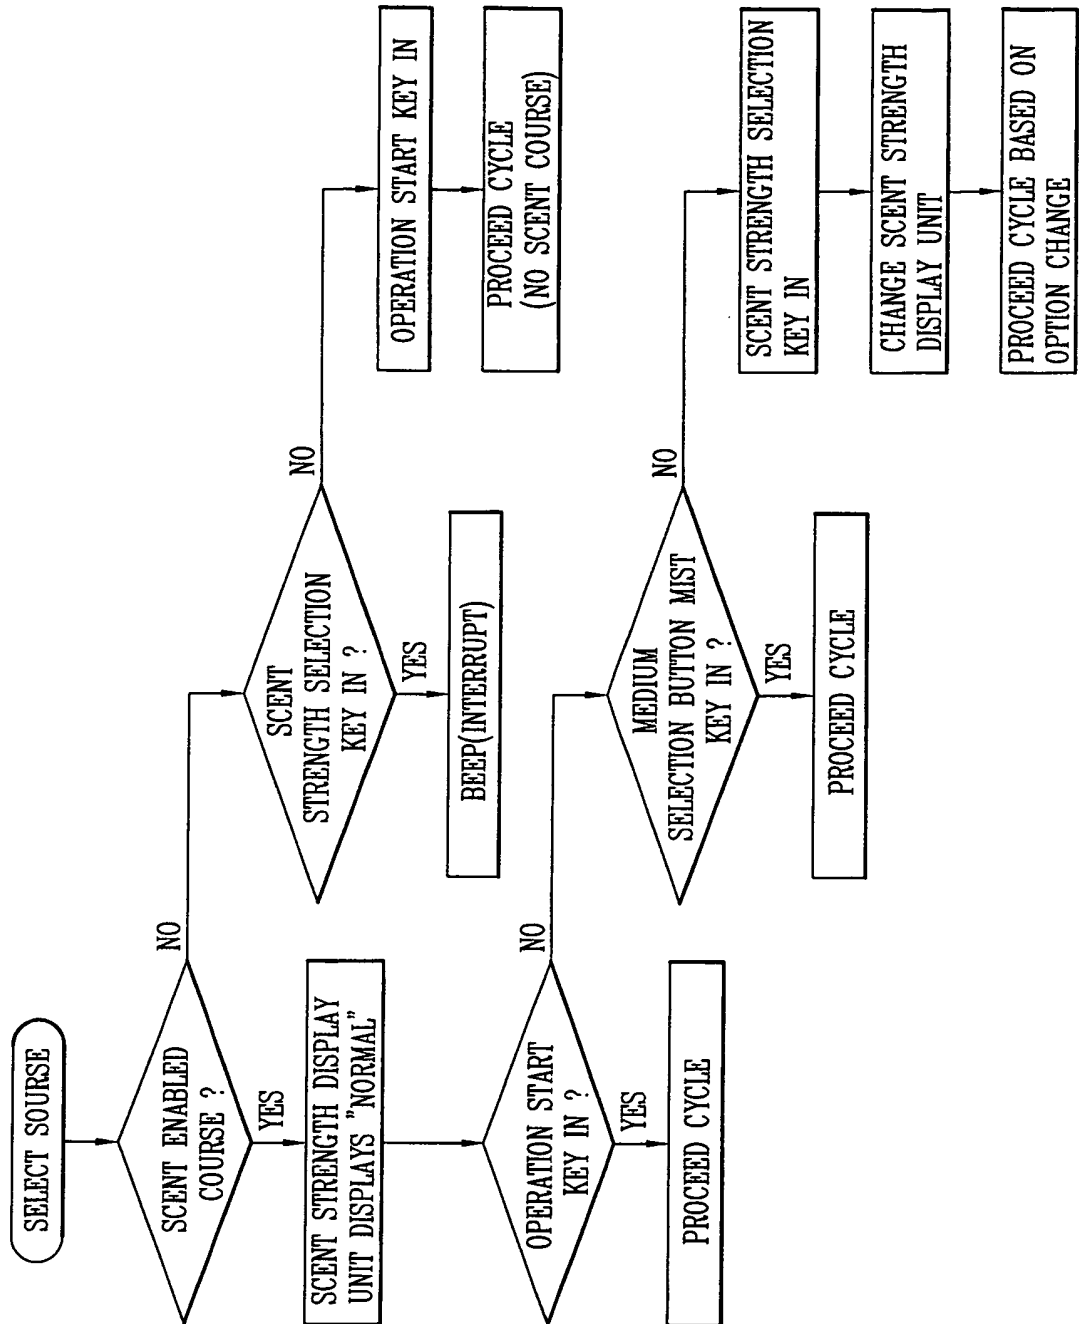 SELECT SOURSE
SCENT ENABLED
COURSE ?
NO
YES
SCENT STRENGTH DISPLAY
UNIT DISPLAYS "NORMAL"
SCENT
STRENGTH SELECTION
KEY IN ?
NO
YES
BEEP(INTERRUPT)
OPERATION START KEY IN
PROCEED CYCLE
(NO SCENT COURSE)
OPERATION START
KEY IN ?
NO
YES
PROCEED CYCLE
MEDIUM
SELECTION BUTTON MIST
KEY IN ?
NO
YES
PROCEED CYCLE
SCENT STRENGTH SELECTION
KEY IN
CHANGE SCENT STRENGTH
DISPLAY UNIT
PROCEED CYCLE BASED ON
OPTION CHANGE